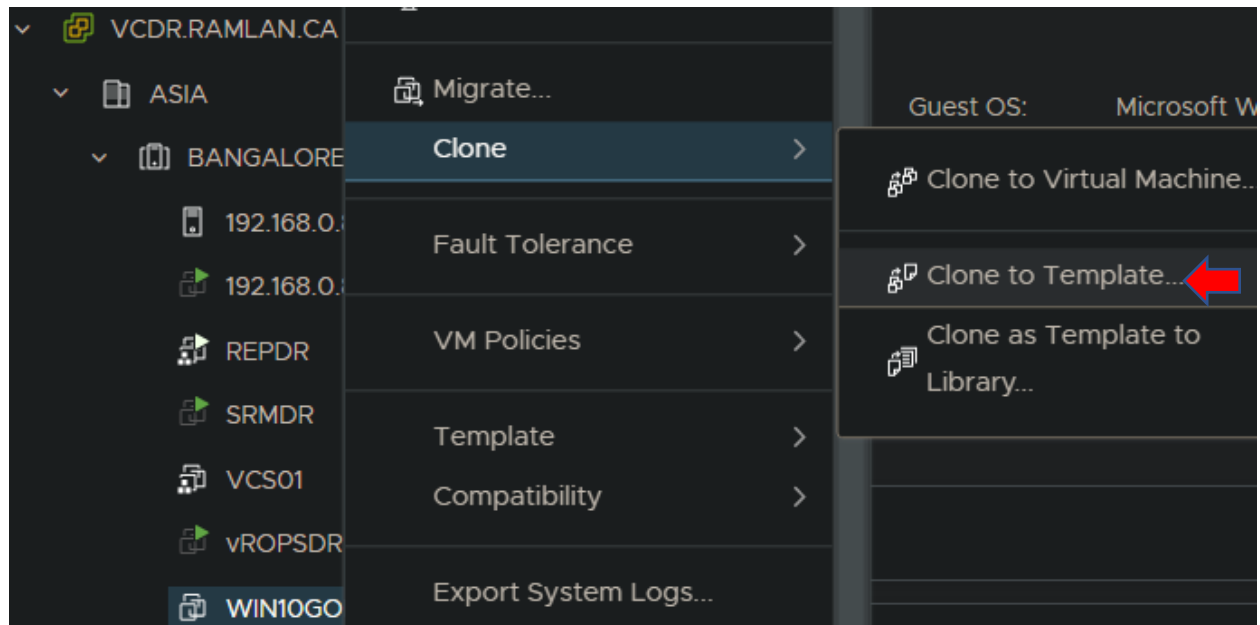 VCDR.RAMLAN.CA
ASIA
BANGALORE
192.168.0.
192.168.0.
REPDR
SRMDR
VCS01
vROPSDR
WIN10GO
Migrate...
Clone
Fault Tolerance
VM Policies
Template
Compatibility
Export System Logs...
Guest OS: Microsoft W
Clone to Virtual Machine..
Clone to Template...
Clone as Template to
Library...